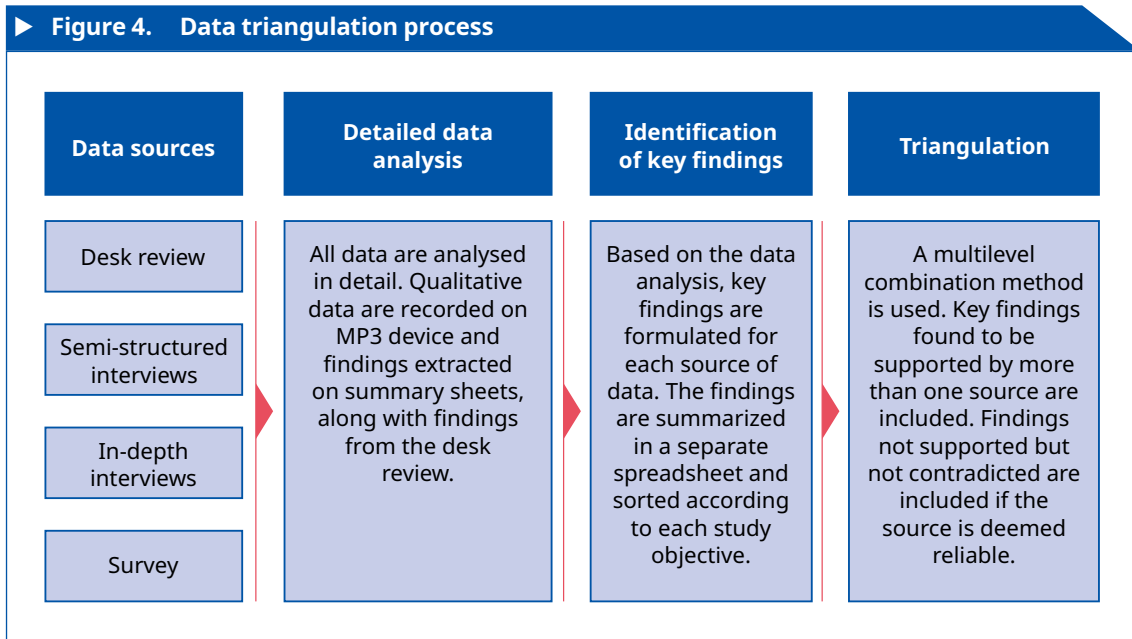 Figure 4. Data triangulation process
Data sources
Desk review
Semi-structured
interviews
In-depth
interviews
Survey
Detailed data
analysis
All data are analysed
in detail. Qualitative
data are recorded on
MP3 device and
findings extracted
on summary sheets,
along with findings
from the desk
review.
Identification
of key findings
Based on the data
analysis, key
findings are
formulated for
each source of
data. The findings
are summarized
in a separate
spreadsheet and
sorted according
to each study
objective.
Triangulation
A multilevel
combination method
is used. Key findings
found to be
supported by more
than one source are
included. Findings
not supported but
not contradicted are
included if the
source is deemed
reliable.